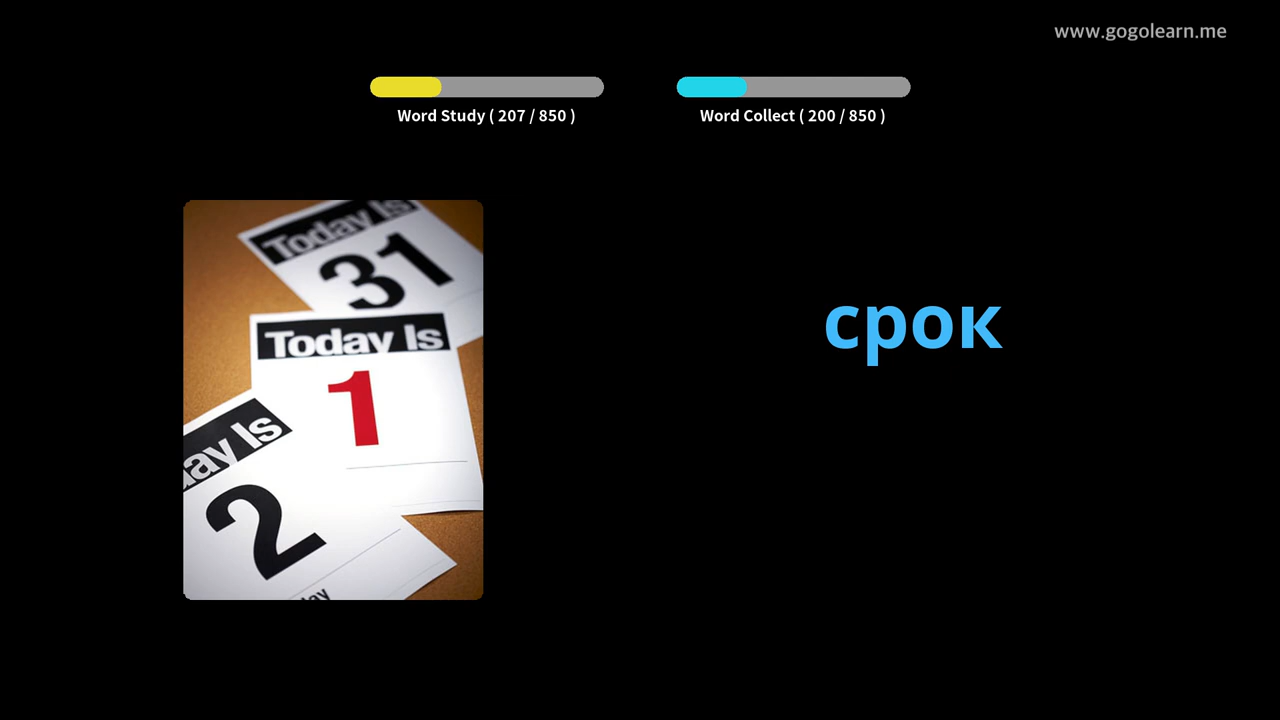 www.gogolearn.me
Word Study ( 207 / 850 )
Word Collect ( 200 / 850 )
Today Is
31
Today Is
1
срок
ay Is
2